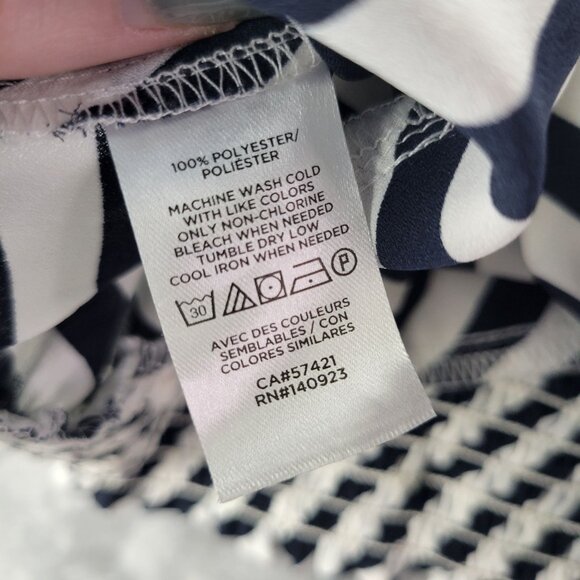 100% POLYESTER/
POLIÉSTER
MACHINE WASH COLD
WITH LIKE COLORS
ONLY NON-CHLORINE
BLEACH WHEN NEEDED
TUMBLE DRY LOW
COOL IRON WHEN NEEDED
30 P
AVEC DES COULEURS
SEMBLABLES / CON
COLORES SIMILARES
CA#57421
RN#140923